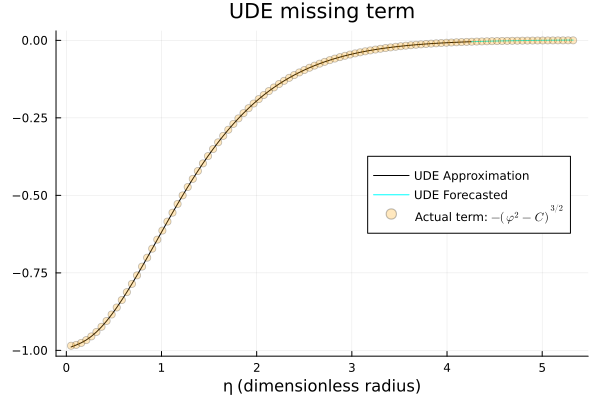 UDE missing term
0.00
−0.25
−0.50
−0.75
−1.00
UDE Approximation
UDE Forecasted
Actual term: −(φ² − C)^{3/2}
0 1 2 3 4 5
η (dimensionless radius)